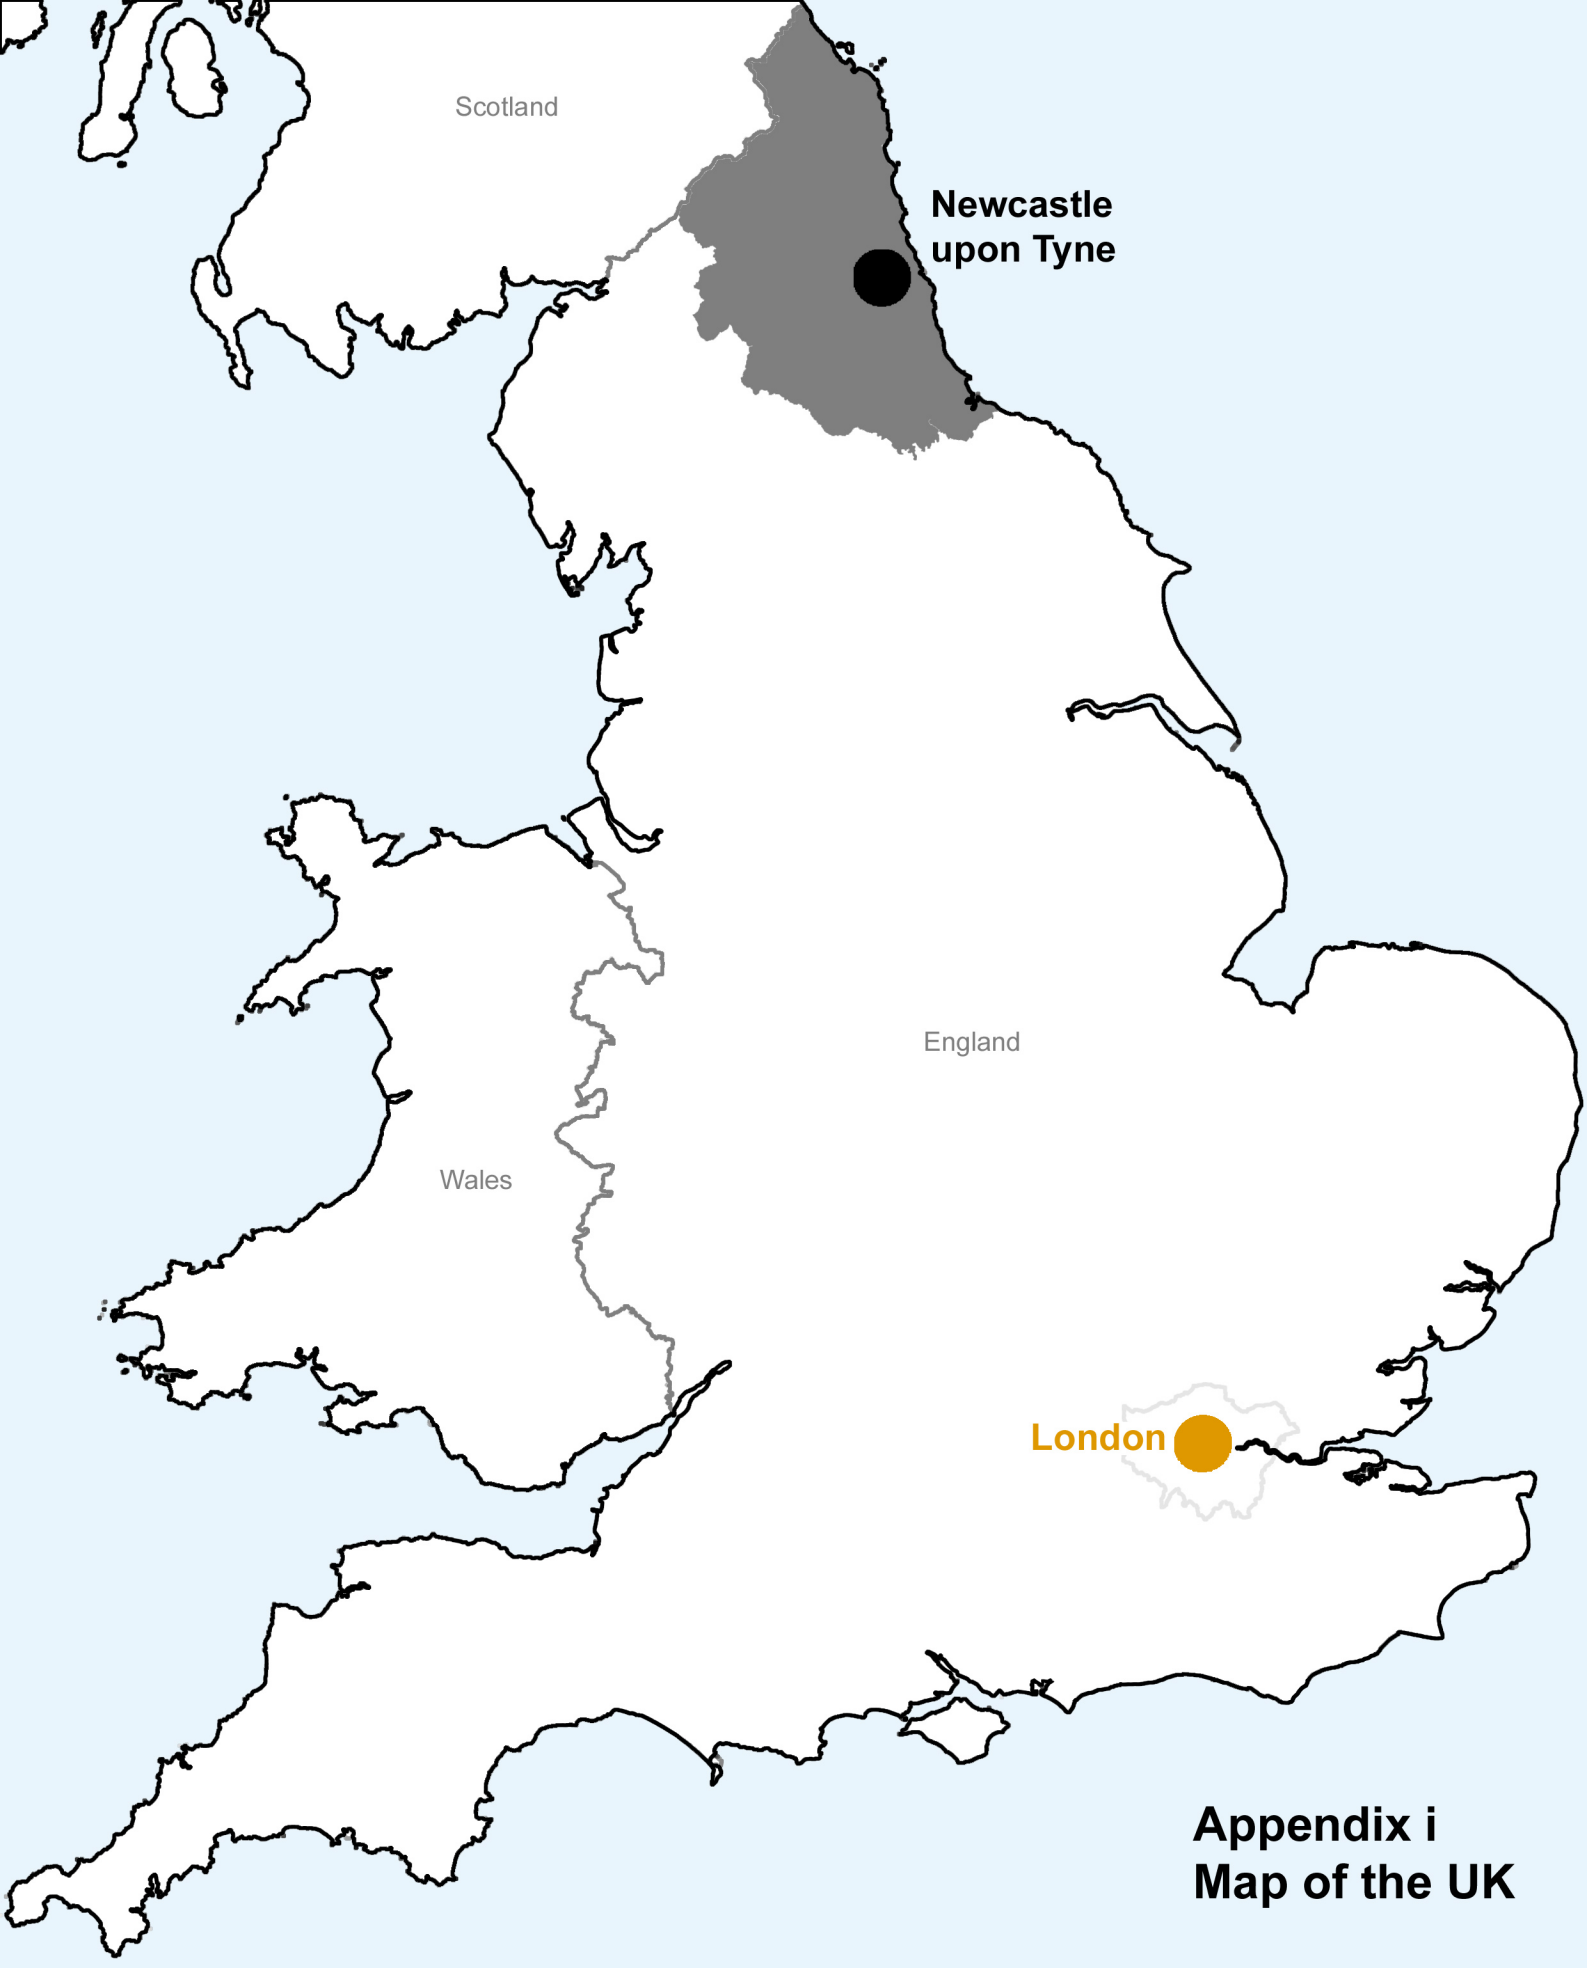 Scotland
Newcastle
upon Tyne
England
Wales
London
Appendix i
Map of the UK